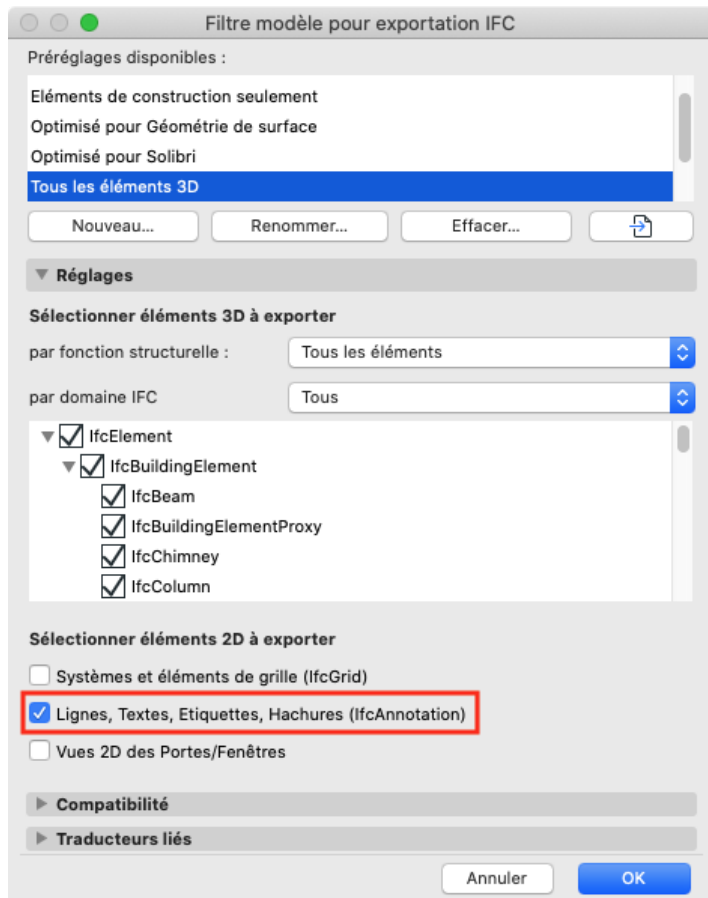 Filtre modèle pour exportation IFC
Préréglages disponibles :
Eléments de construction seulement
Optimisé pour Géométrie de surface
Optimisé pour Solibri
Tous les éléments 3D
Nouveau... Renommer... Effacer...
Réglages
Sélectionner éléments 3D à exporter
par fonction structurelle : Tous les éléments
par domaine IFC Tous
IfcElement
IfcBuildingElement
IfcBeam
IfcBuildingElementProxy
IfcChimney
IfcColumn
Sélectionner éléments 2D à exporter
Systèmes et éléments de grille (IfcGrid)
Lignes, Textes, Etiquettes, Hachures (IfcAnnotation)
Vues 2D des Portes/Fenêtres
Compatibilité
Traducteurs liés
Annuler OK